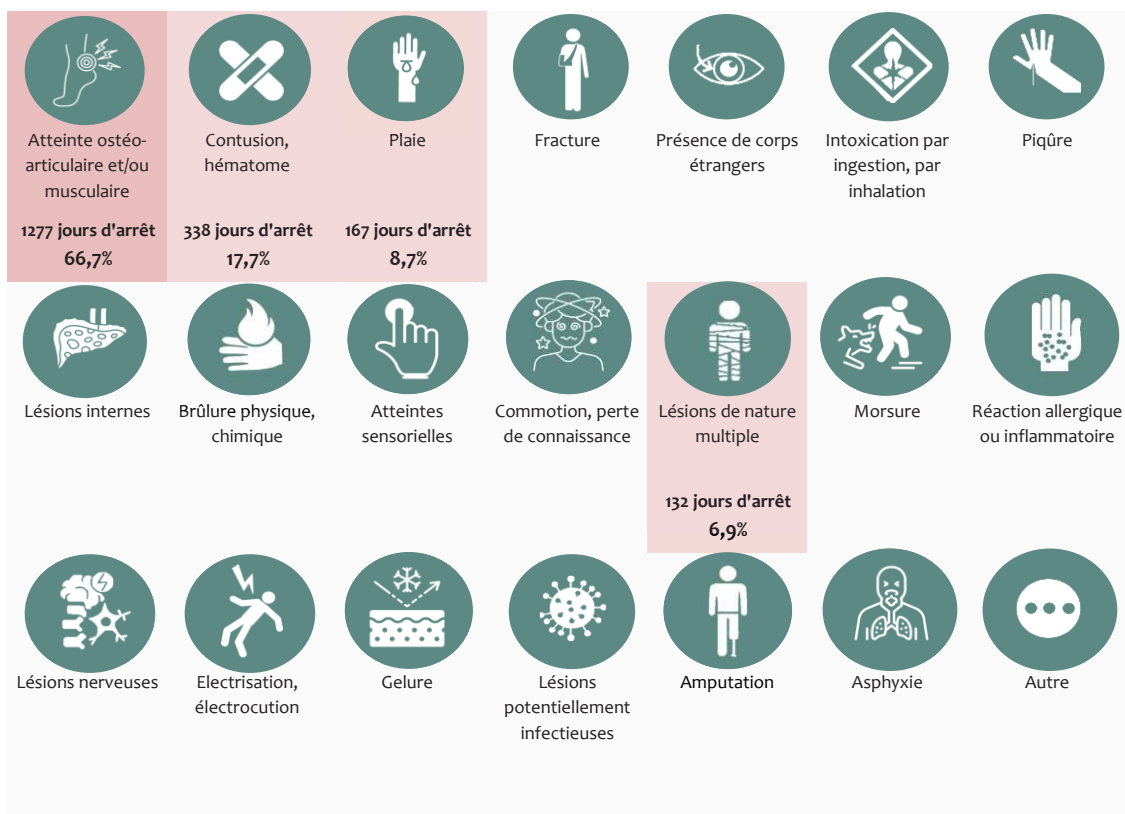 Atteinte ostéo-
articulaire et/ou
musculaire
1277 jours d'arrêt
66,7%
Contusion,
hématome
338 jours d'arrêt
17,7%
Plaie
167 jours d'arrêt
8,7%
Fracture
Présence de corps
étrangers
Intoxication par
ingestion, par
inhalation
Piqûre
Lésions internes
Brûlure physique,
chimique
Atteintes
sensorielles
Commotion, perte
de connaissance
Lésions de nature
multiple
132 jours d'arrêt
6,9%
Morsure
Réaction allergique
ou inflammatoire
Lésions nerveuses
Electrisation,
électrocution
Gelure
Lésions
potentiellement
infectieuses
Amputation
Asphyxie
Autre